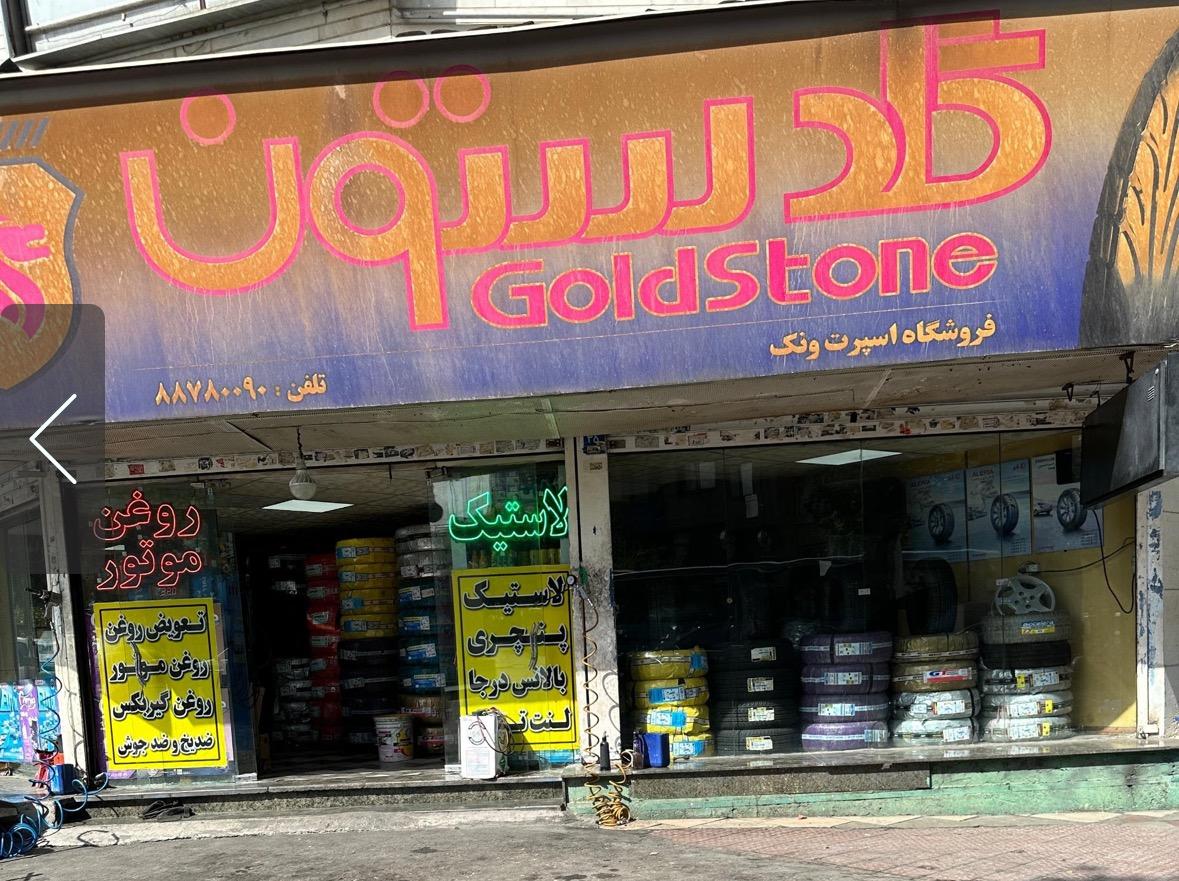 گلدستون
GoldStone
فروشگاه اسپرت ونک
تلفن : ۸۸۷۸۰۰۹۰
روغن
موتور
لاستیک
تعویض روغن
روغن موتور
روغن گیربکس
ضدیخ و ضد جوش
لاستیک
پنچری
بالانس درجا
لنت